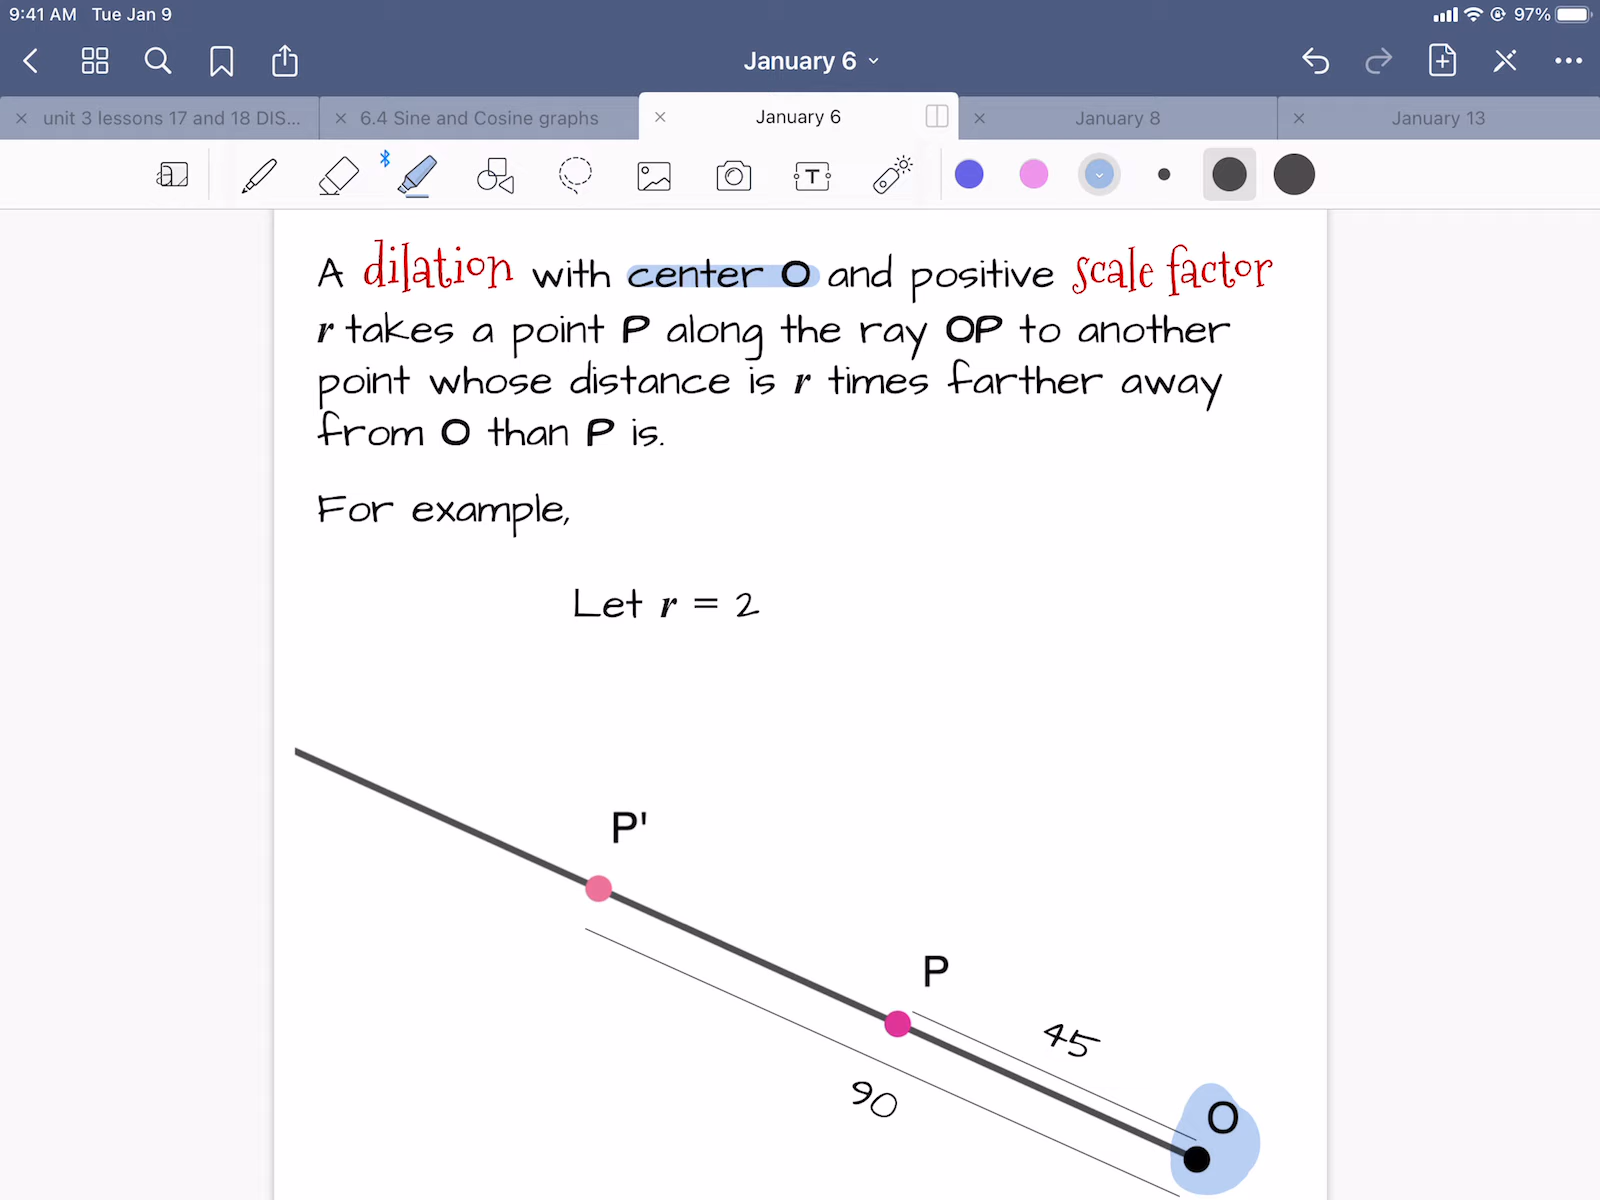 9:41 AM Tue Jan 9 97%
January 6
unit 3 lessons 17 and 18 DIS... 6.4 Sine and Cosine graphs January 6 January 8 January 13
T
A dilation with center O and positive scale factor
r takes a point P along the ray OP to another
point whose distance is r times farther away
from O than P is.
For example,
Let r = 2
P'
P
45
90
O